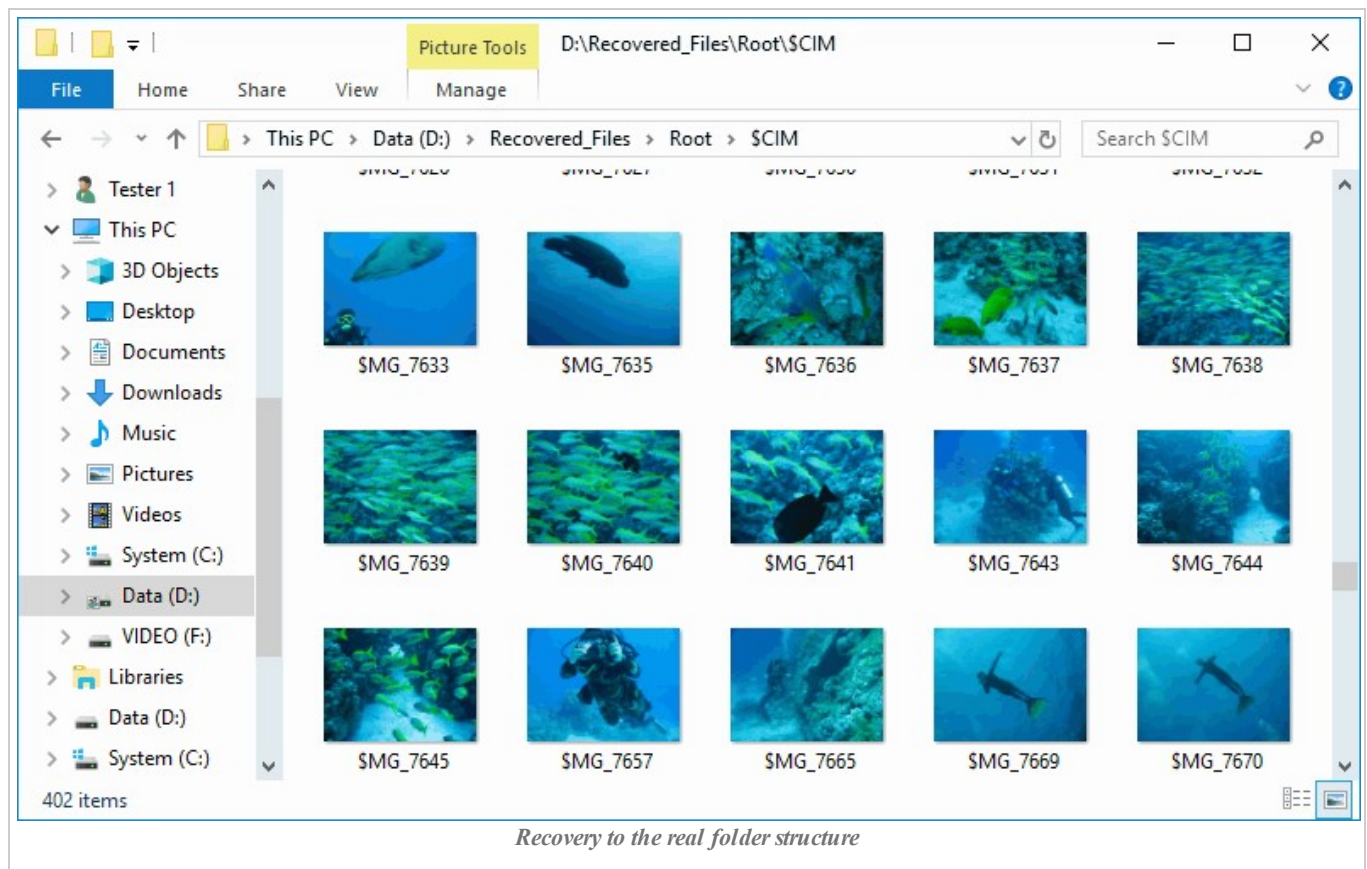 Picture Tools D:\Recovered_Files\Root\$CIM
File Home Share View Manage
This PC > Data (D:) > Recovered_Files > Root > $CIM Search $CIM
Tester 1
This PC
3D Objects
Desktop
Documents
Downloads
Music
Pictures
Videos
System (C:)
Data (D:)
VIDEO (F:)
Libraries
Data (D:)
System (C:)
$MG_7633 $MG_7635 $MG_7636 $MG_7637 $MG_7638
$MG_7639 $MG_7640 $MG_7641 $MG_7643 $MG_7644
$MG_7645 $MG_7657 $MG_7665 $MG_7669 $MG_7670
402 items
Recovery to the real folder structure